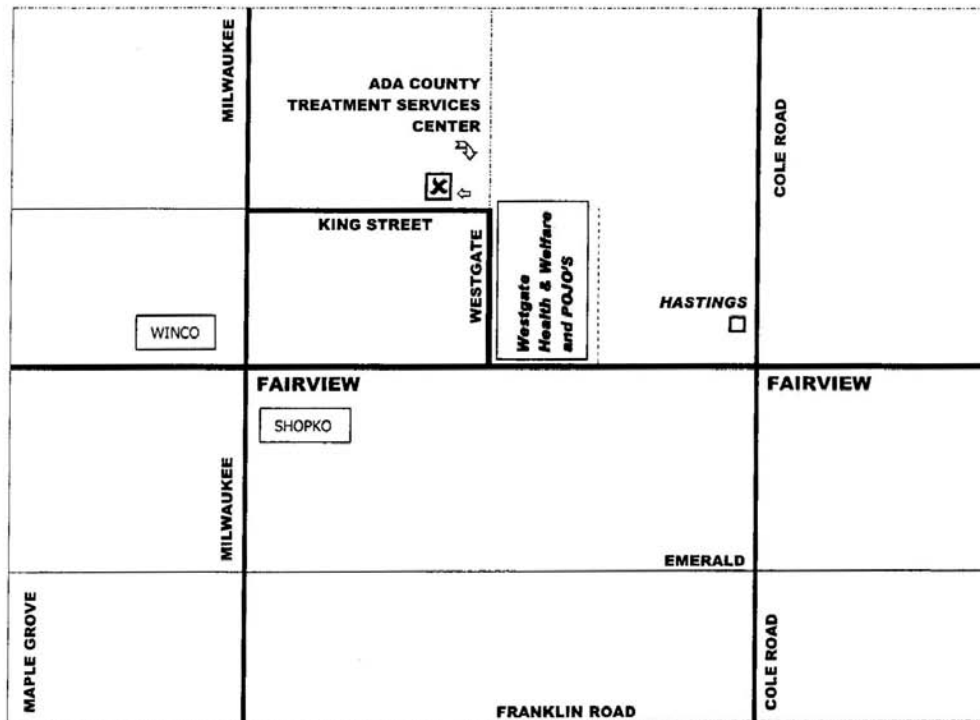 MILWAUKEE
ADA COUNTY
TREATMENT SERVICES
CENTER
COLE ROAD
KING STREET
WESTGATE
Westgate
Health & Welfare
and POJO'S
HASTINGS
WINCO
FAIRVIEW
FAIRVIEW
SHOPKO
MILWAUKEE
EMERALD
MAPLE GROVE
COLE ROAD
FRANKLIN ROAD